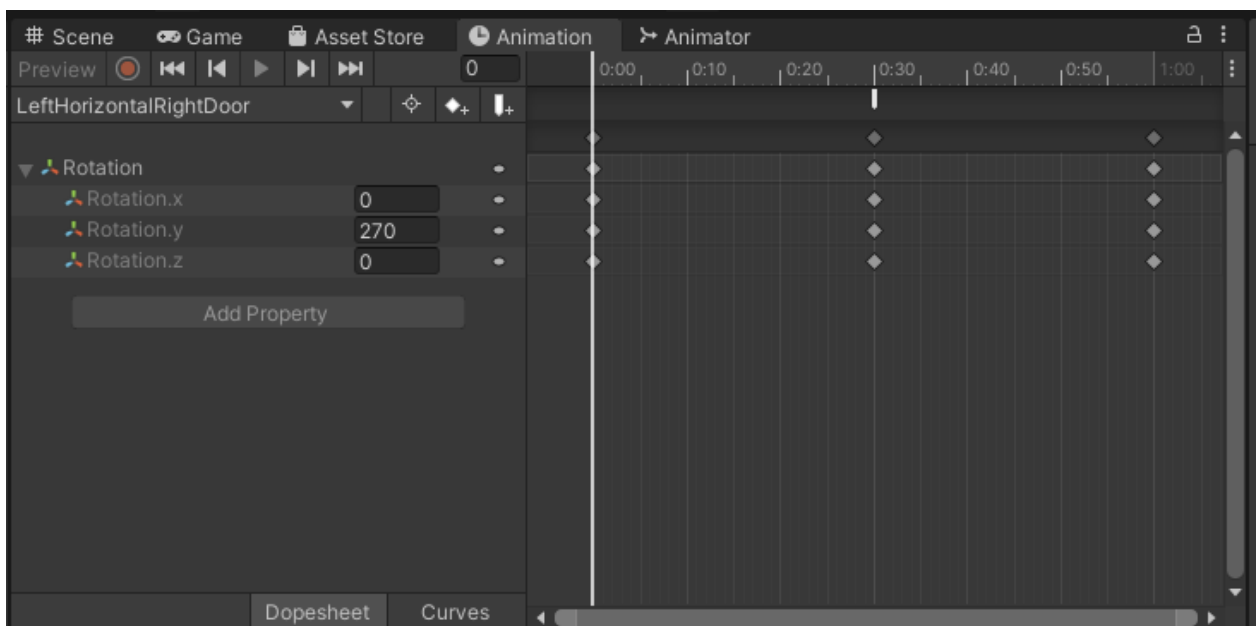 Scene Game Asset Store Animation Animator
Preview 0 0:00 0:10 0:20 0:30 0:40 0:50 1:00
LeftHorizontalRightDoor
Rotation
Rotation.x 0
Rotation.y 270
Rotation.z 0
Add Property
Dopesheet Curves